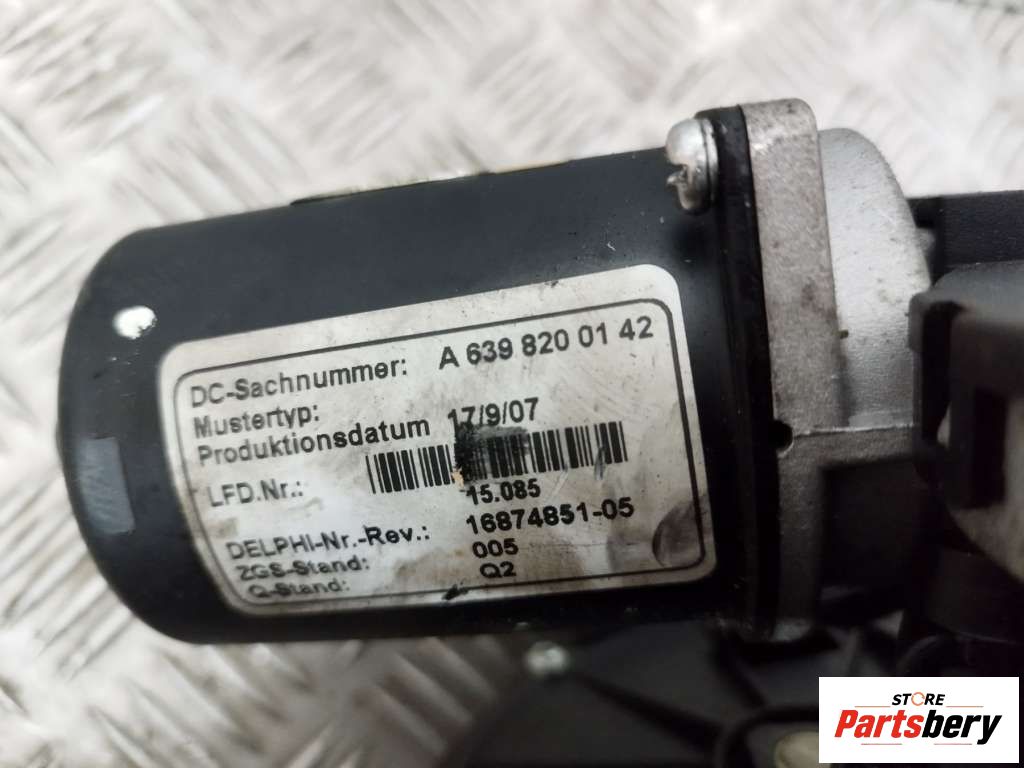 DC-Sachnummer: A 639 820 01 42
Mustertyp:
Produktionsdatum 17/9/07
LFD.Nr.:
15.085
DELPHI-Nr.-Rev.: 16874851-05
ZGS-Stand: 005
Q-Stand: Q2
STORE
Partsbery